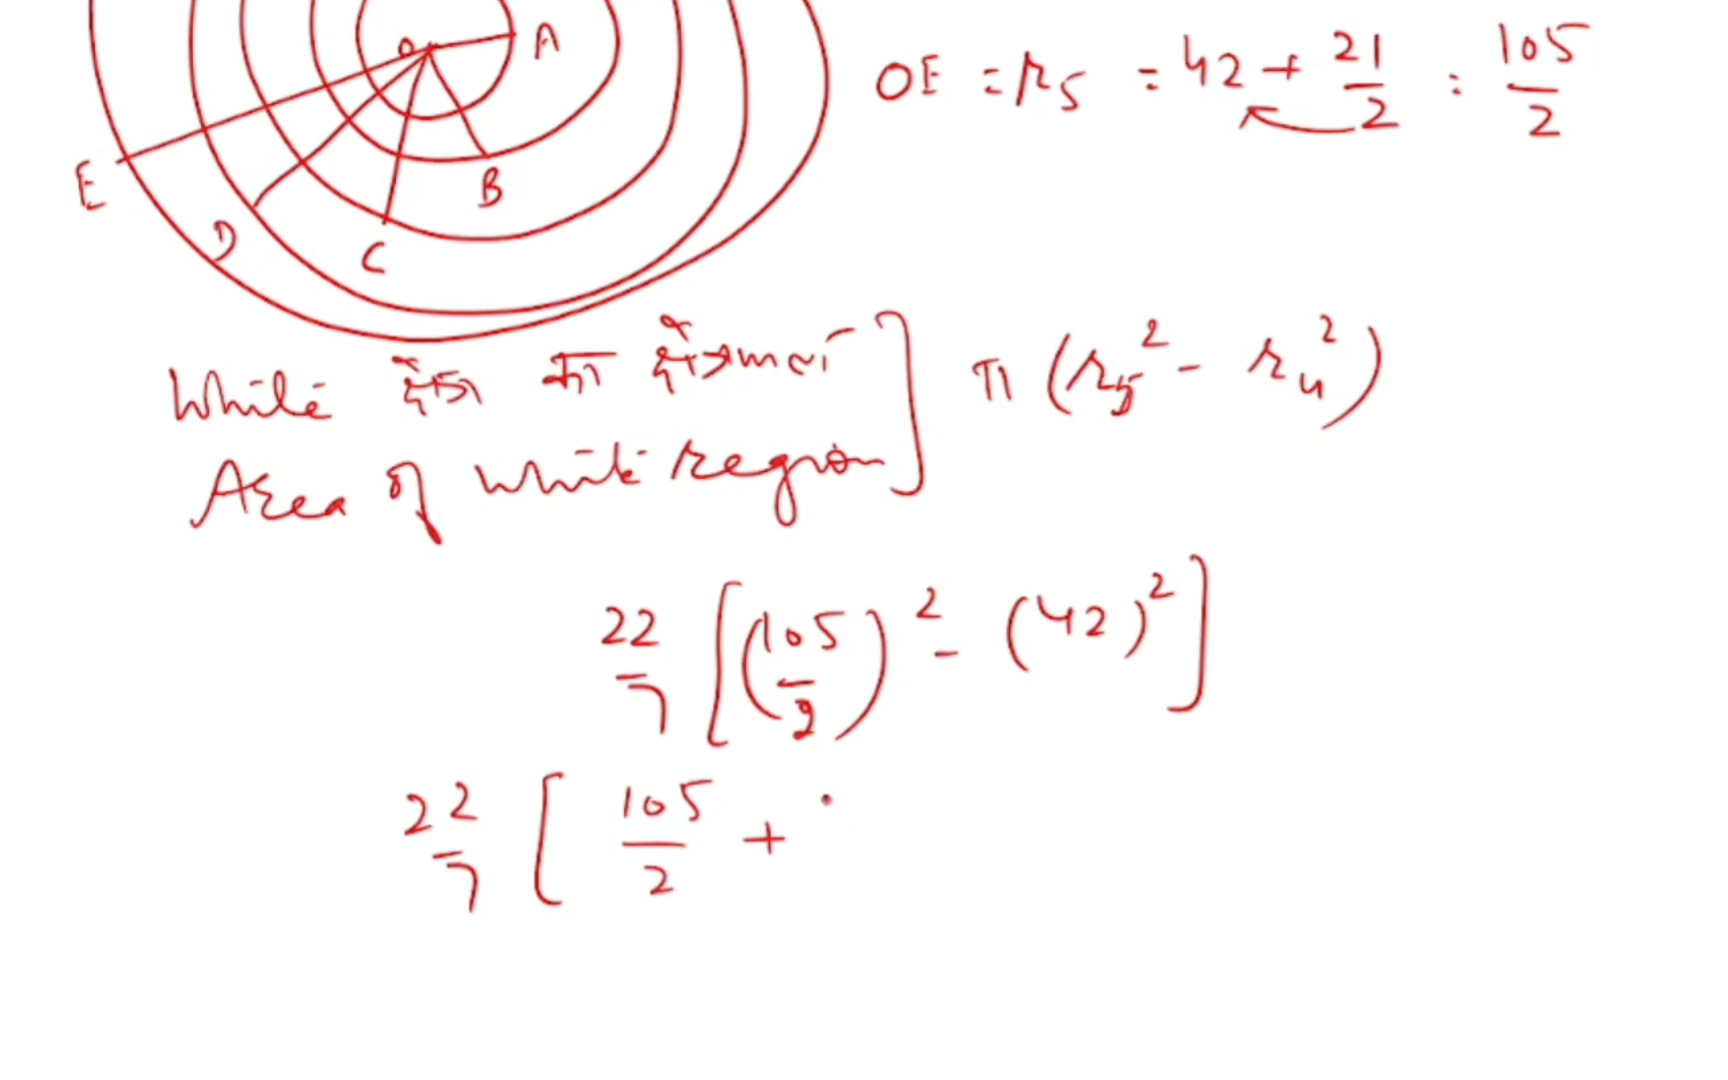 O A
OE = r5 = 42 + 21/2 = 105/2
E
B
D
C
White रंग का क्षेत्रफल ] π (r5² - r4²)
Area of white region
22/7 [(105/2)² - (42)²]
22/7 [ 105/2 +